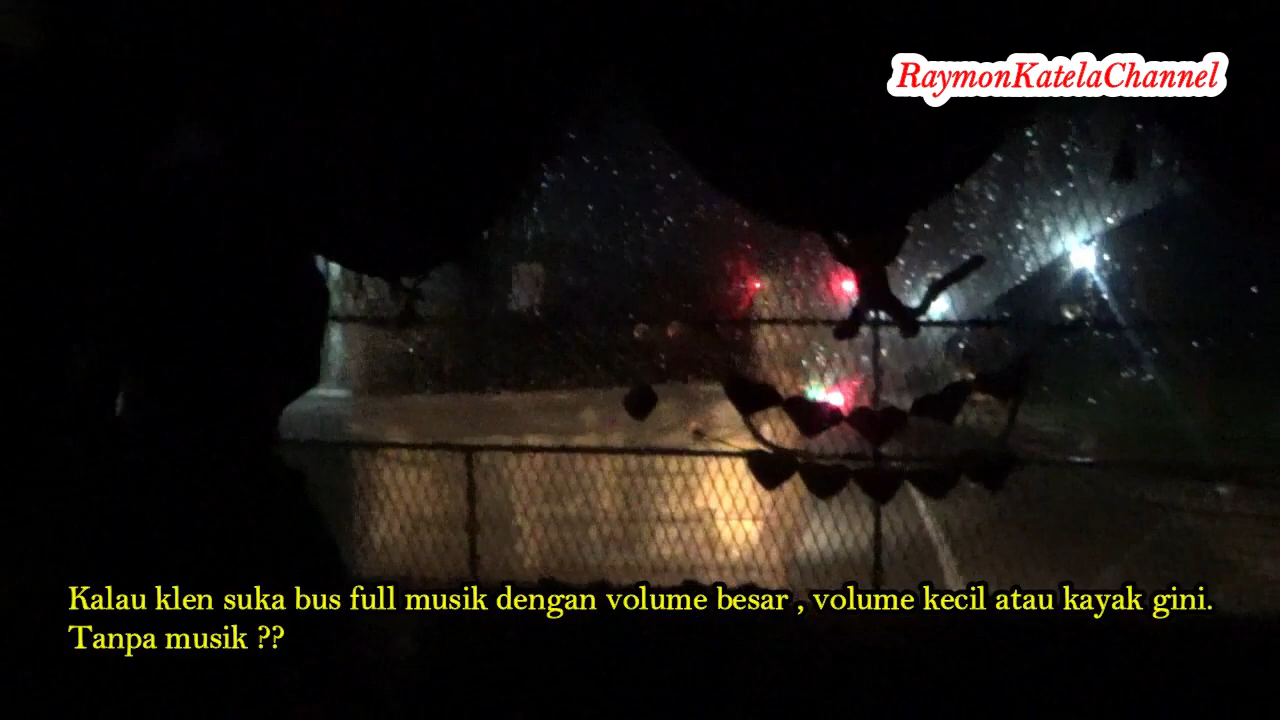 RaymonKatelaChannel
Kalau klen suka bus full musik dengan volume besar , volume kecil atau kayak gini.
Tanpa musik ??